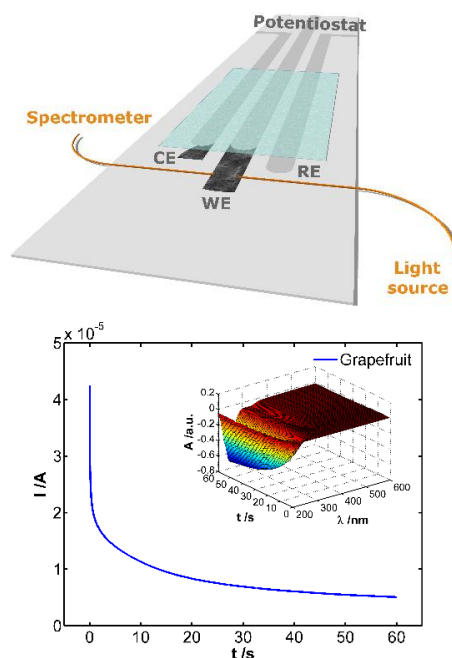 Potentiostat
Spectrometer
CE
RE
WE
Light
source
5 x 10⁻⁵
Grapefruit
4
3
2
1
0
I /A
0 10 20 30 40 50 60
t /s
0.2
0
-0.2
-0.4
-0.6
-0.8
A /a.u.
60
50
40
30
20
10
0
t /s
200 300 400 500 600
λ /nm